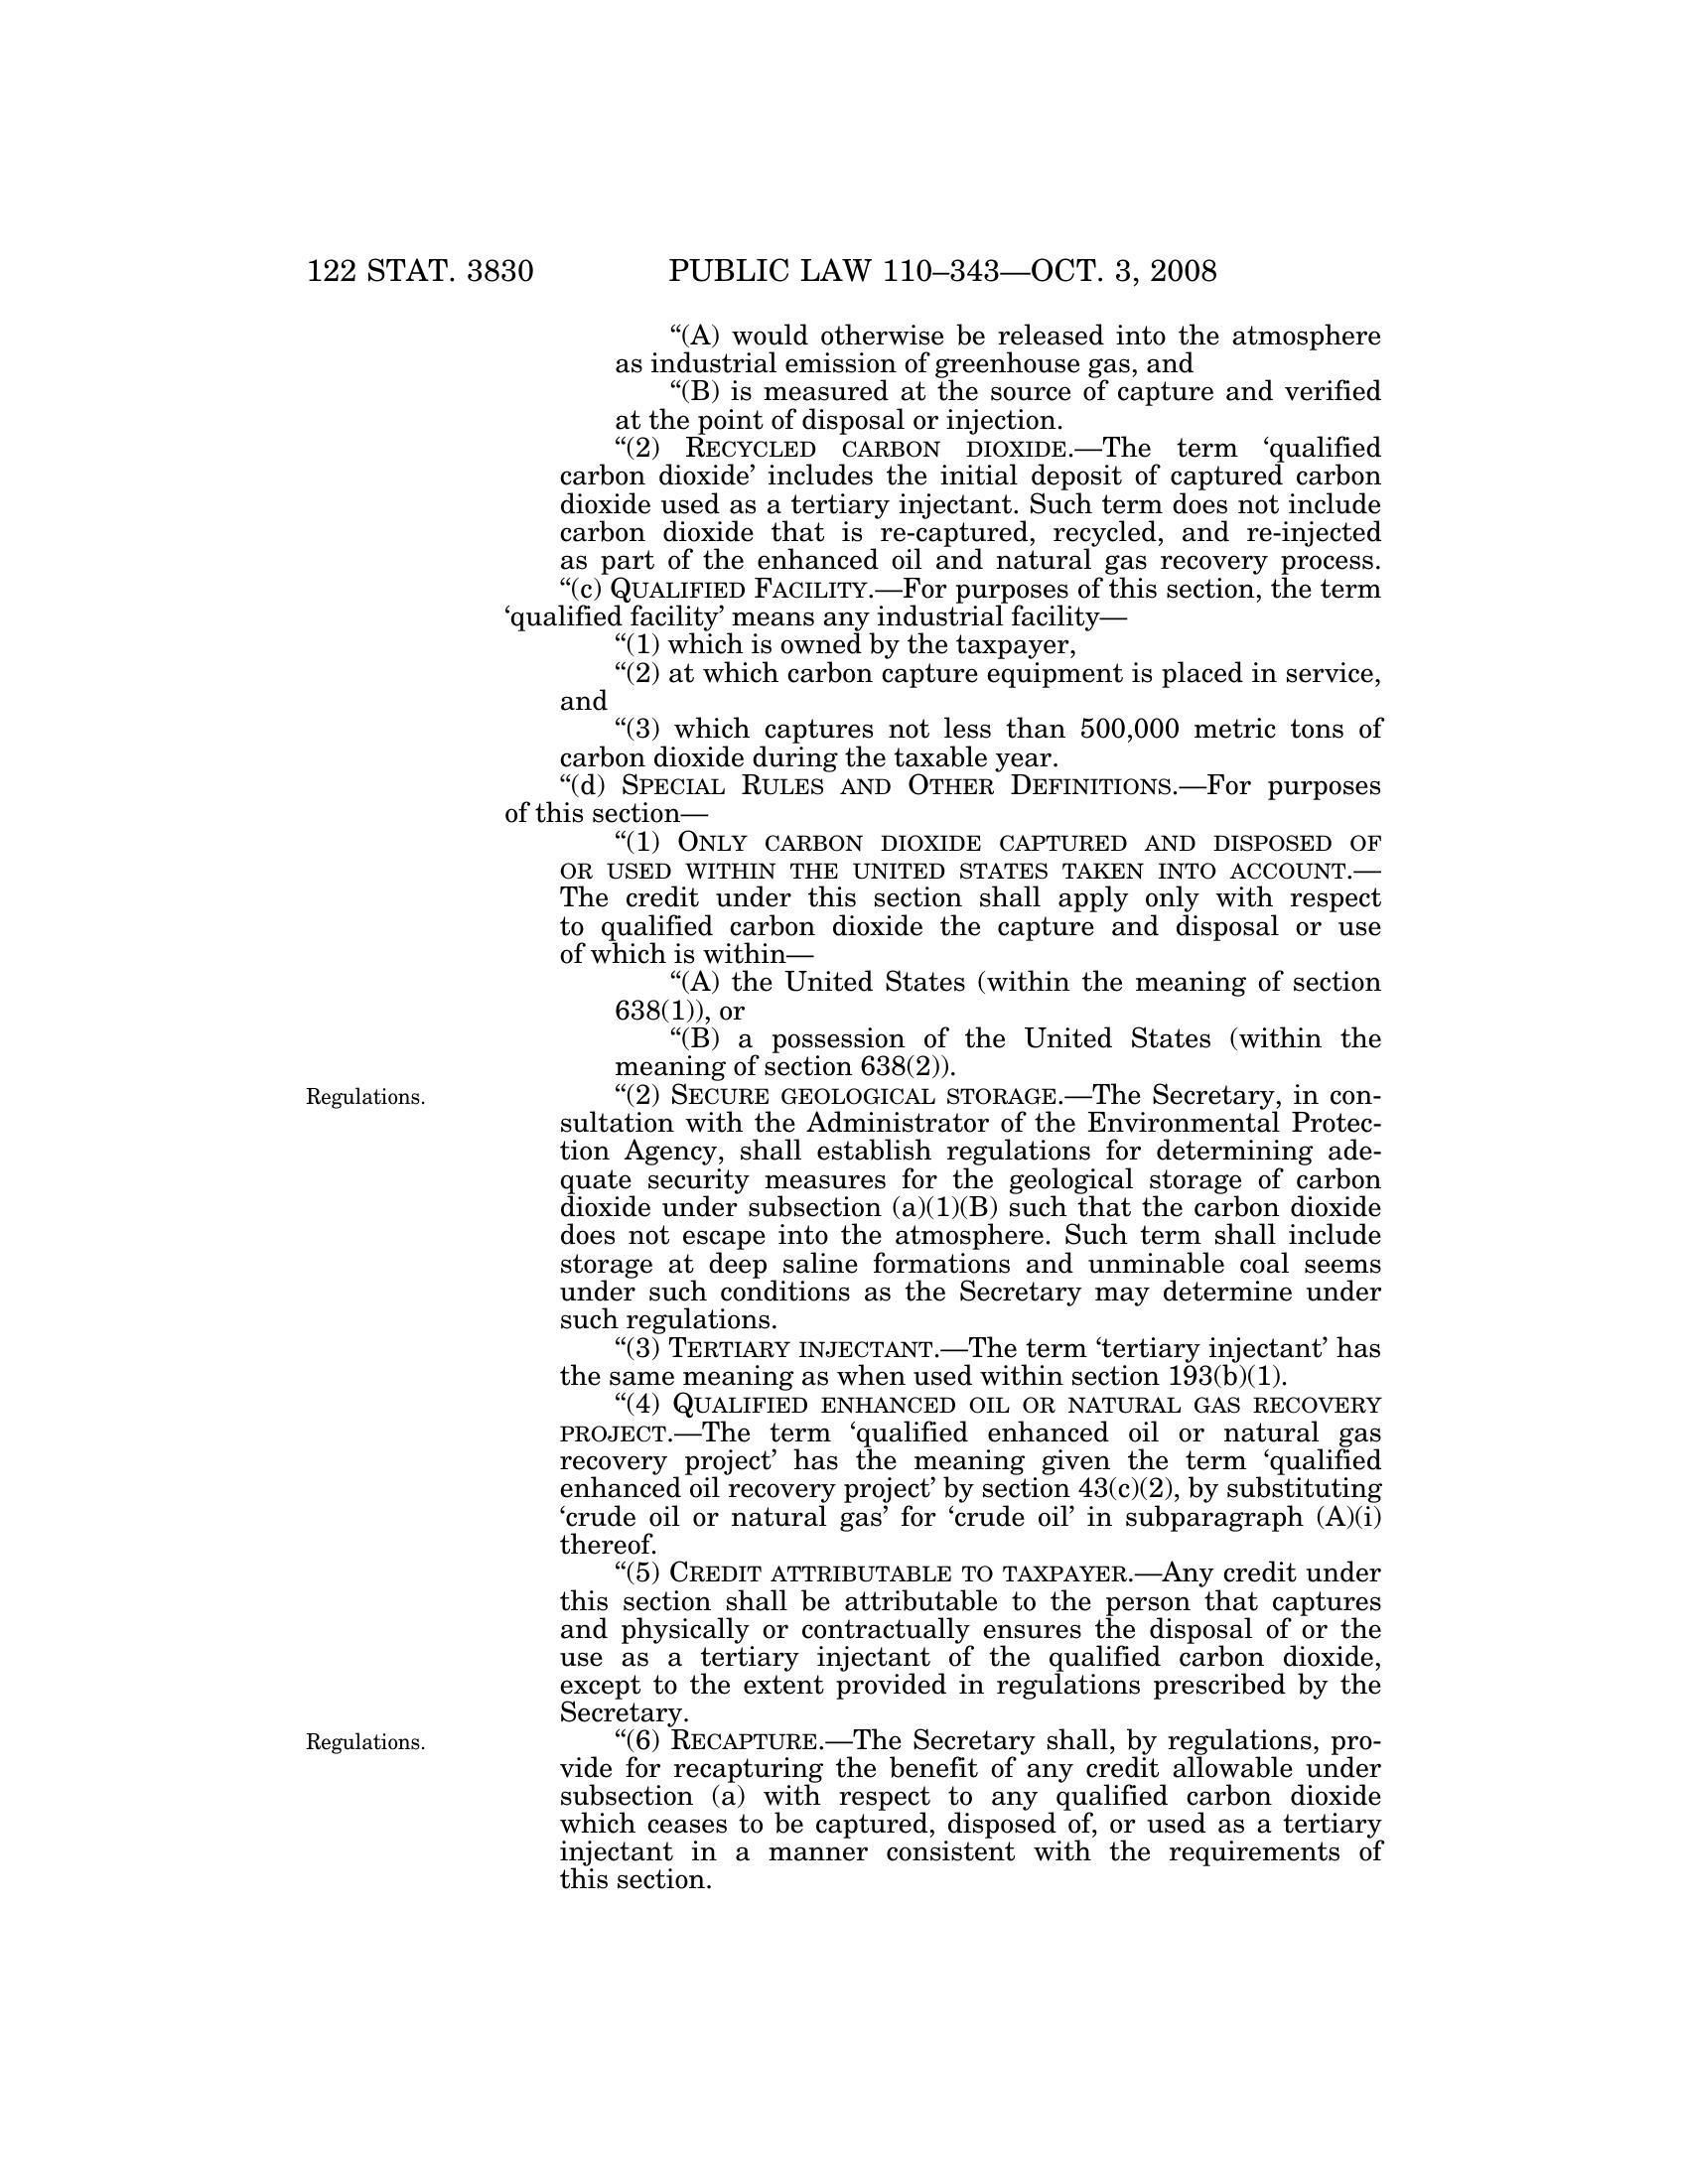 122 STAT. 3830 PUBLIC LAW 110–343—OCT. 3, 2008
“(A) would otherwise be released into the atmosphere
as industrial emission of greenhouse gas, and
“(B) is measured at the source of capture and verified
at the point of disposal or injection.
“(2) RECYCLED CARBON DIOXIDE.—The term ‘qualified
carbon dioxide’ includes the initial deposit of captured carbon
dioxide used as a tertiary injectant. Such term does not include
carbon dioxide that is re-captured, recycled, and re-injected
as part of the enhanced oil and natural gas recovery process.
“(c) QUALIFIED FACILITY.—For purposes of this section, the term
‘qualified facility’ means any industrial facility—
“(1) which is owned by the taxpayer,
“(2) at which carbon capture equipment is placed in service,
and
“(3) which captures not less than 500,000 metric tons of
carbon dioxide during the taxable year.
“(d) SPECIAL RULES AND OTHER DEFINITIONS.—For purposes
of this section—
“(1) ONLY CARBON DIOXIDE CAPTURED AND DISPOSED OF
OR USED WITHIN THE UNITED STATES TAKEN INTO ACCOUNT.—
The credit under this section shall apply only with respect
to qualified carbon dioxide the capture and disposal or use
of which is within—
“(A) the United States (within the meaning of section
638(1)), or
“(B) a possession of the United States (within the
meaning of section 638(2)).
Regulations. “(2) SECURE GEOLOGICAL STORAGE.—The Secretary, in con-
sultation with the Administrator of the Environmental Protec-
tion Agency, shall establish regulations for determining ade-
quate security measures for the geological storage of carbon
dioxide under subsection (a)(1)(B) such that the carbon dioxide
does not escape into the atmosphere. Such term shall include
storage at deep saline formations and unminable coal seems
under such conditions as the Secretary may determine under
such regulations.
“(3) TERTIARY INJECTANT.—The term ‘tertiary injectant’ has
the same meaning as when used within section 193(b)(1).
“(4) QUALIFIED ENHANCED OIL OR NATURAL GAS RECOVERY
PROJECT.—The term ‘qualified enhanced oil or natural gas
recovery project’ has the meaning given the term ‘qualified
enhanced oil recovery project’ by section 43(c)(2), by substituting
‘crude oil or natural gas’ for ‘crude oil’ in subparagraph (A)(i)
thereof.
“(5) CREDIT ATTRIBUTABLE TO TAXPAYER.—Any credit under
this section shall be attributable to the person that captures
and physically or contractually ensures the disposal of or the
use as a tertiary injectant of the qualified carbon dioxide,
except to the extent provided in regulations prescribed by the
Secretary.
Regulations. “(6) RECAPTURE.—The Secretary shall, by regulations, pro-
vide for recapturing the benefit of any credit allowable under
subsection (a) with respect to any qualified carbon dioxide
which ceases to be captured, disposed of, or used as a tertiary
injectant in a manner consistent with the requirements of
this section.